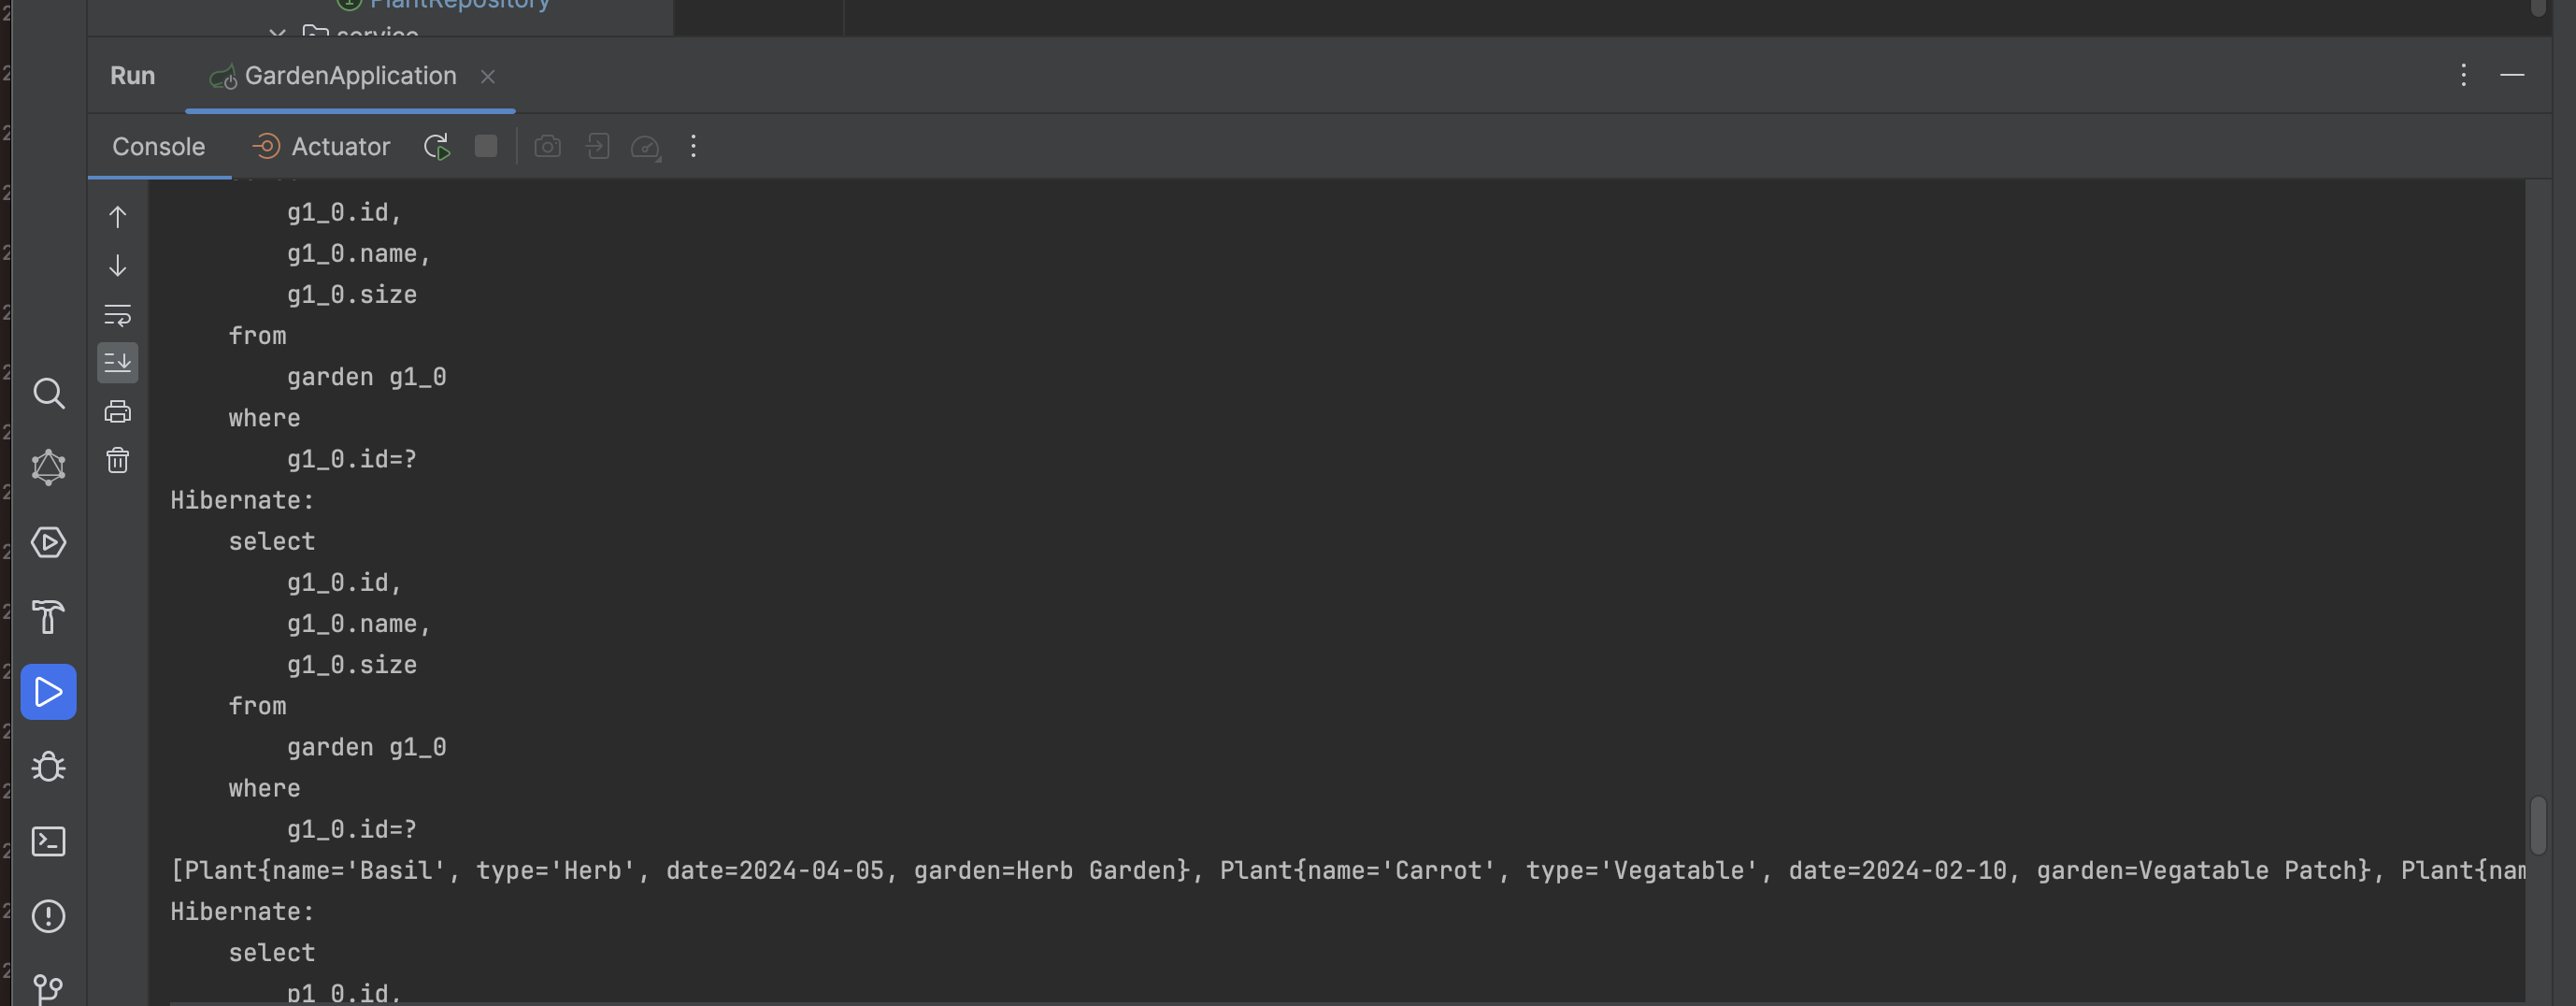 PlantRepository
service
Run GardenApplication
Console Actuator
g1_0.id,
g1_0.name,
g1_0.size
from
garden g1_0
where
g1_0.id=?
Hibernate:
select
g1_0.id,
g1_0.name,
g1_0.size
from
garden g1_0
where
g1_0.id=?
[Plant{name='Basil', type='Herb', date=2024-04-05, garden=Herb Garden}, Plant{name='Carrot', type='Vegatable', date=2024-02-10, garden=Vegatable Patch}, Plant{nam
Hibernate:
select
p1_0.id,